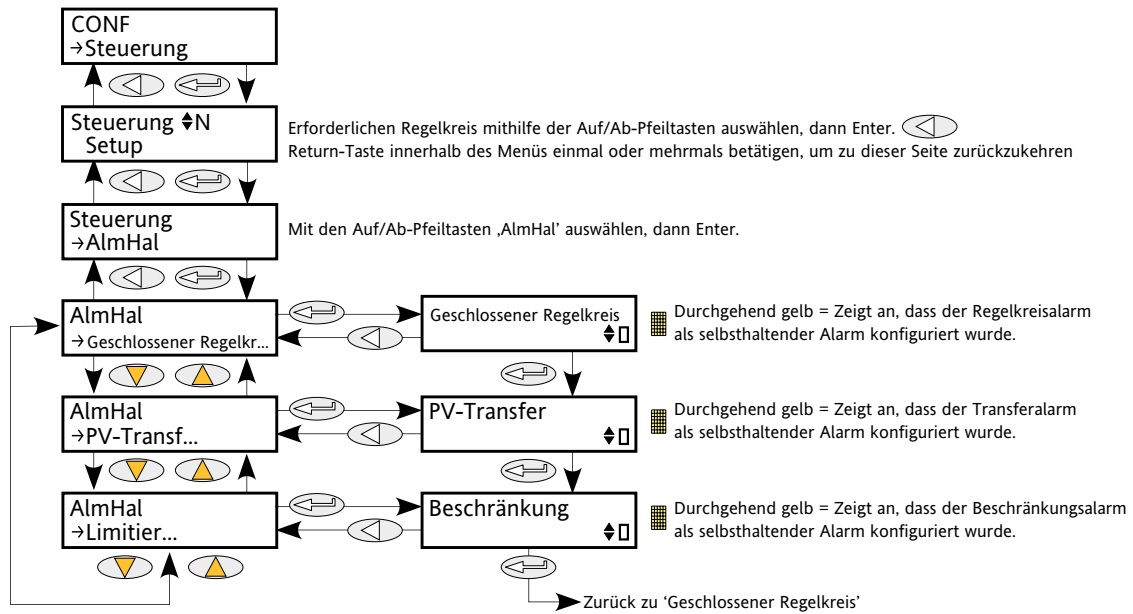 CONF
→Steuerung
Steuerung ♦N
Setup
Erforderlichen Regelkreis mithilfe der Auf/Ab-Pfeiltasten auswählen, dann Enter.
Return-Taste innerhalb des Menüs einmal oder mehrmals betätigen, um zu dieser Seite zurückzukehren
Steuerung
→AlmHal
Mit den Auf/Ab-Pfeiltasten ‚AlmHal’ auswählen, dann Enter.
AlmHal
→Geschlossener Regelkr...
Geschlossener Regelkreis
Durchgehend gelb = Zeigt an, dass der Regelkreisalarm
als selbsthaltender Alarm konfiguriert wurde.
AlmHal
→PV-Transf...
PV-Transfer
Durchgehend gelb = Zeigt an, dass der Transferalarm
als selbsthaltender Alarm konfiguriert wurde.
AlmHal
→Limitier...
Beschränkung
Durchgehend gelb = Zeigt an, dass der Beschränkungsalarm
als selbsthaltender Alarm konfiguriert wurde.
Zurück zu ‘Geschlossener Regelkreis’